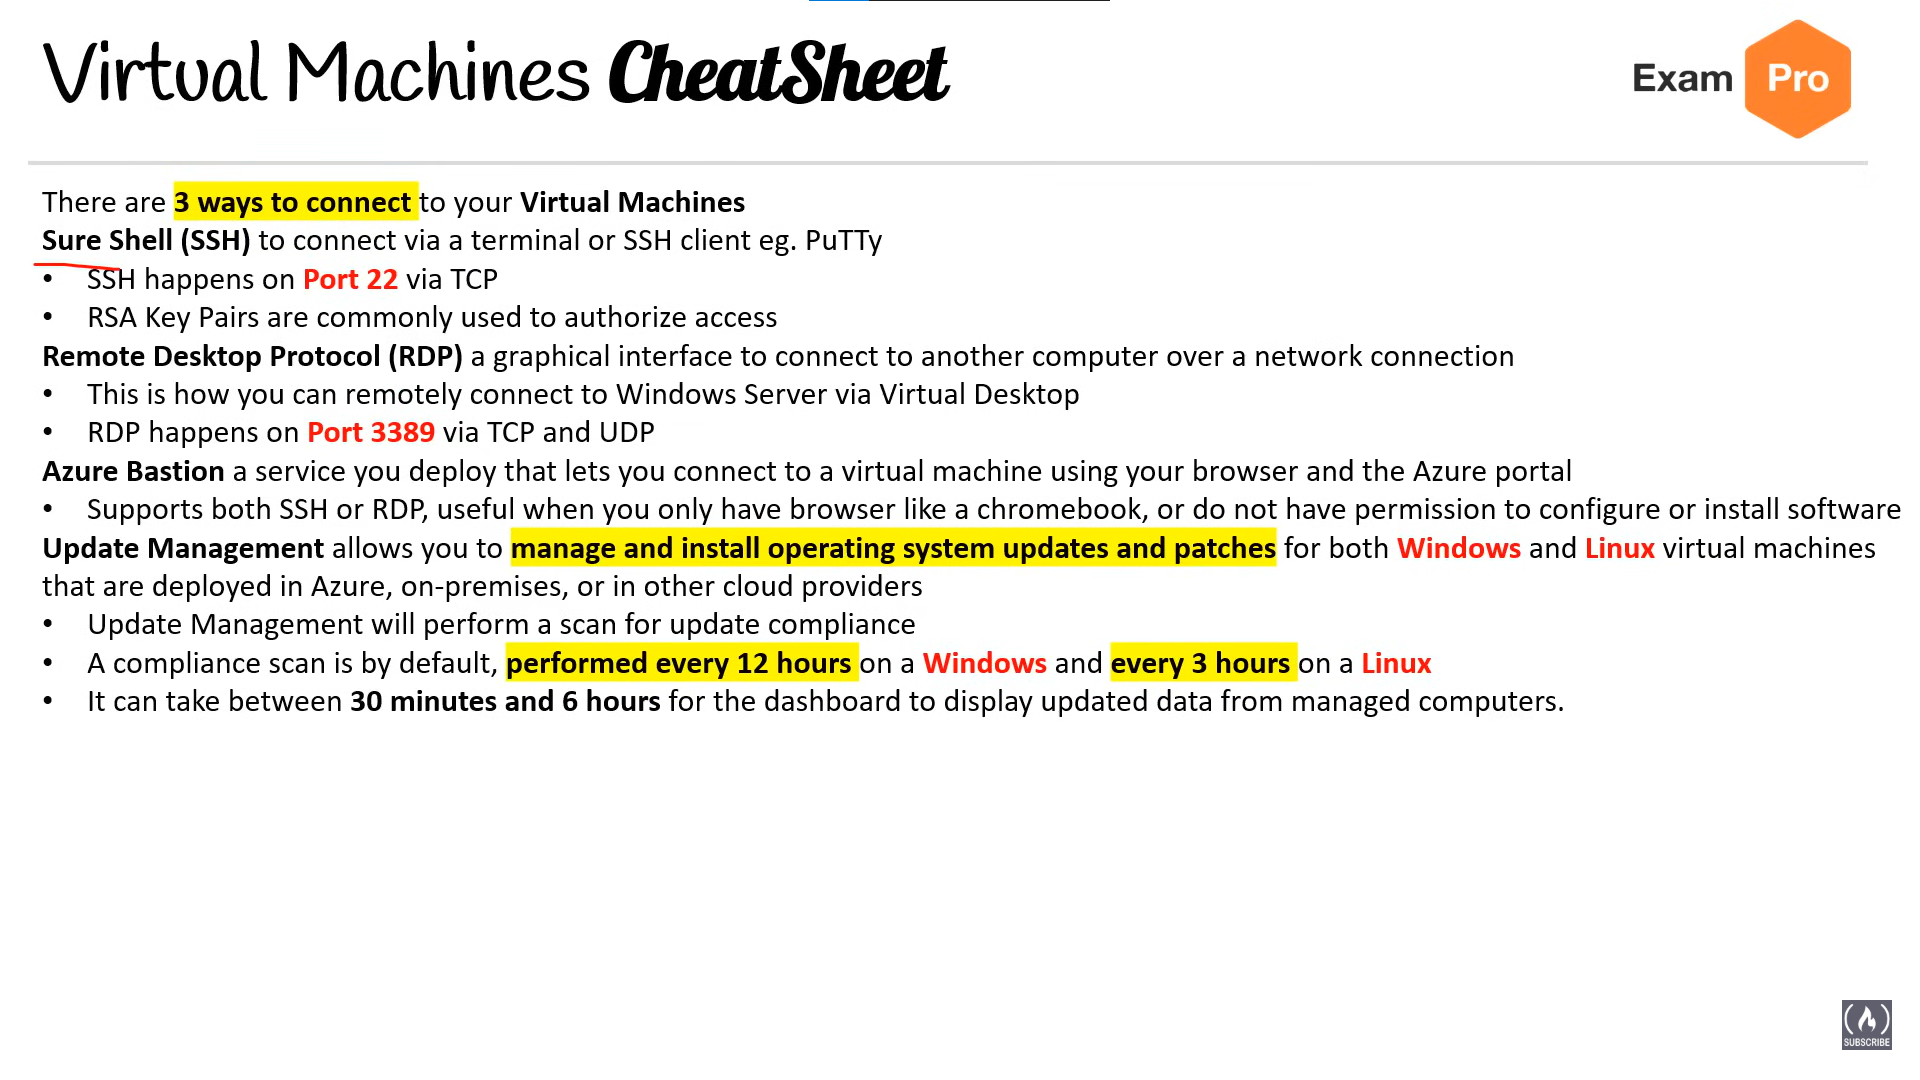 Virtual Machines CheatSheet
Exam Pro
There are 3 ways to connect to your Virtual Machines
Sure Shell (SSH) to connect via a terminal or SSH client eg. PuTTy
• SSH happens on Port 22 via TCP
• RSA Key Pairs are commonly used to authorize access
Remote Desktop Protocol (RDP) a graphical interface to connect to another computer over a network connection
• This is how you can remotely connect to Windows Server via Virtual Desktop
• RDP happens on Port 3389 via TCP and UDP
Azure Bastion a service you deploy that lets you connect to a virtual machine using your browser and the Azure portal
• Supports both SSH or RDP, useful when you only have browser like a chromebook, or do not have permission to configure or install software
Update Management allows you to manage and install operating system updates and patches for both Windows and Linux virtual machines
that are deployed in Azure, on-premises, or in other cloud providers
• Update Management will perform a scan for update compliance
• A compliance scan is by default, performed every 12 hours on a Windows and every 3 hours on a Linux
• It can take between 30 minutes and 6 hours for the dashboard to display updated data from managed computers.
SUBSCRIBE